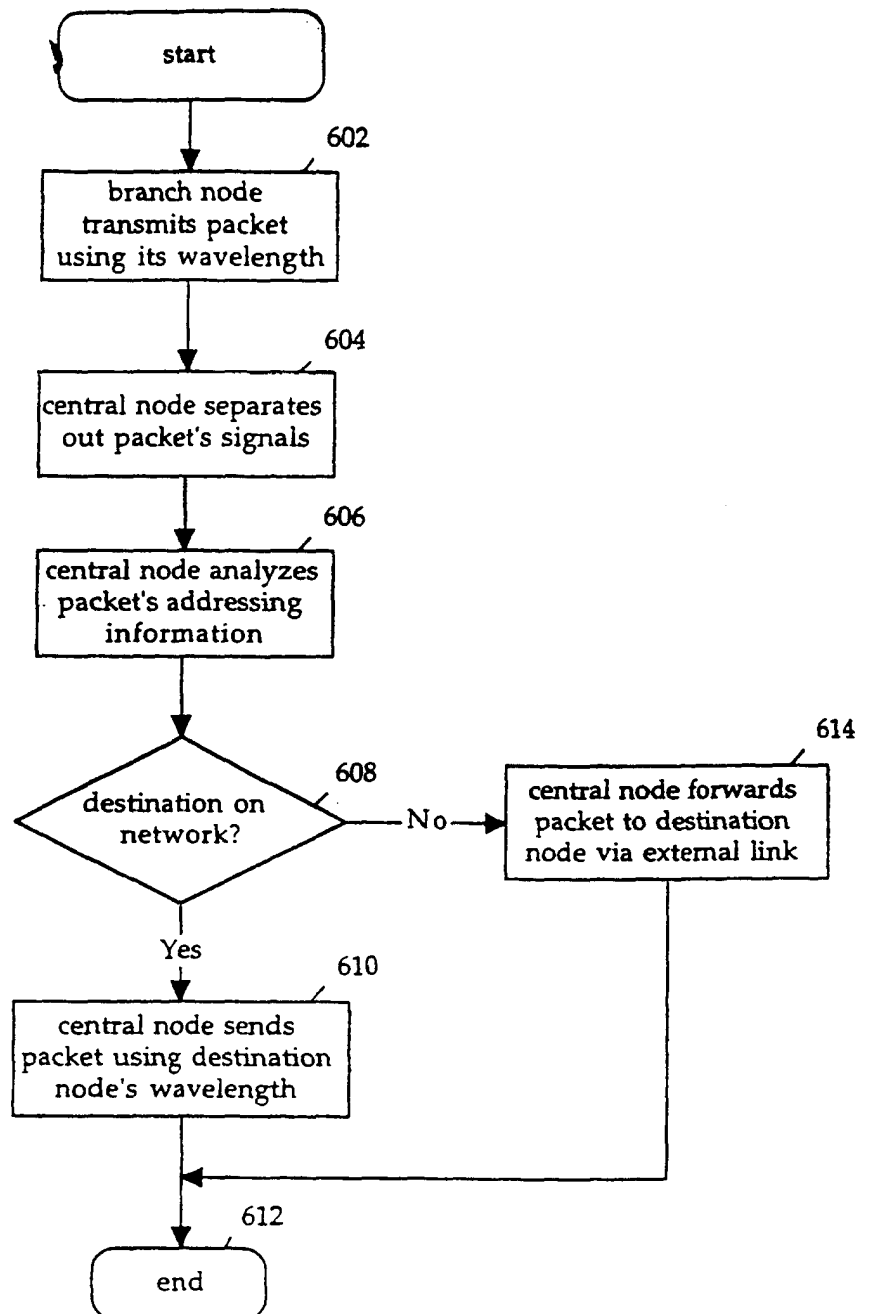 start
602
branch node
transmits packet
using its wavelength
604
central node separates
out packet's signals
606
central node analyzes
packet's addressing
information
608
destination on
network?
No
614
central node forwards
packet to destination
node via external link
Yes
610
central node sends
packet using destination
node's wavelength
612
end